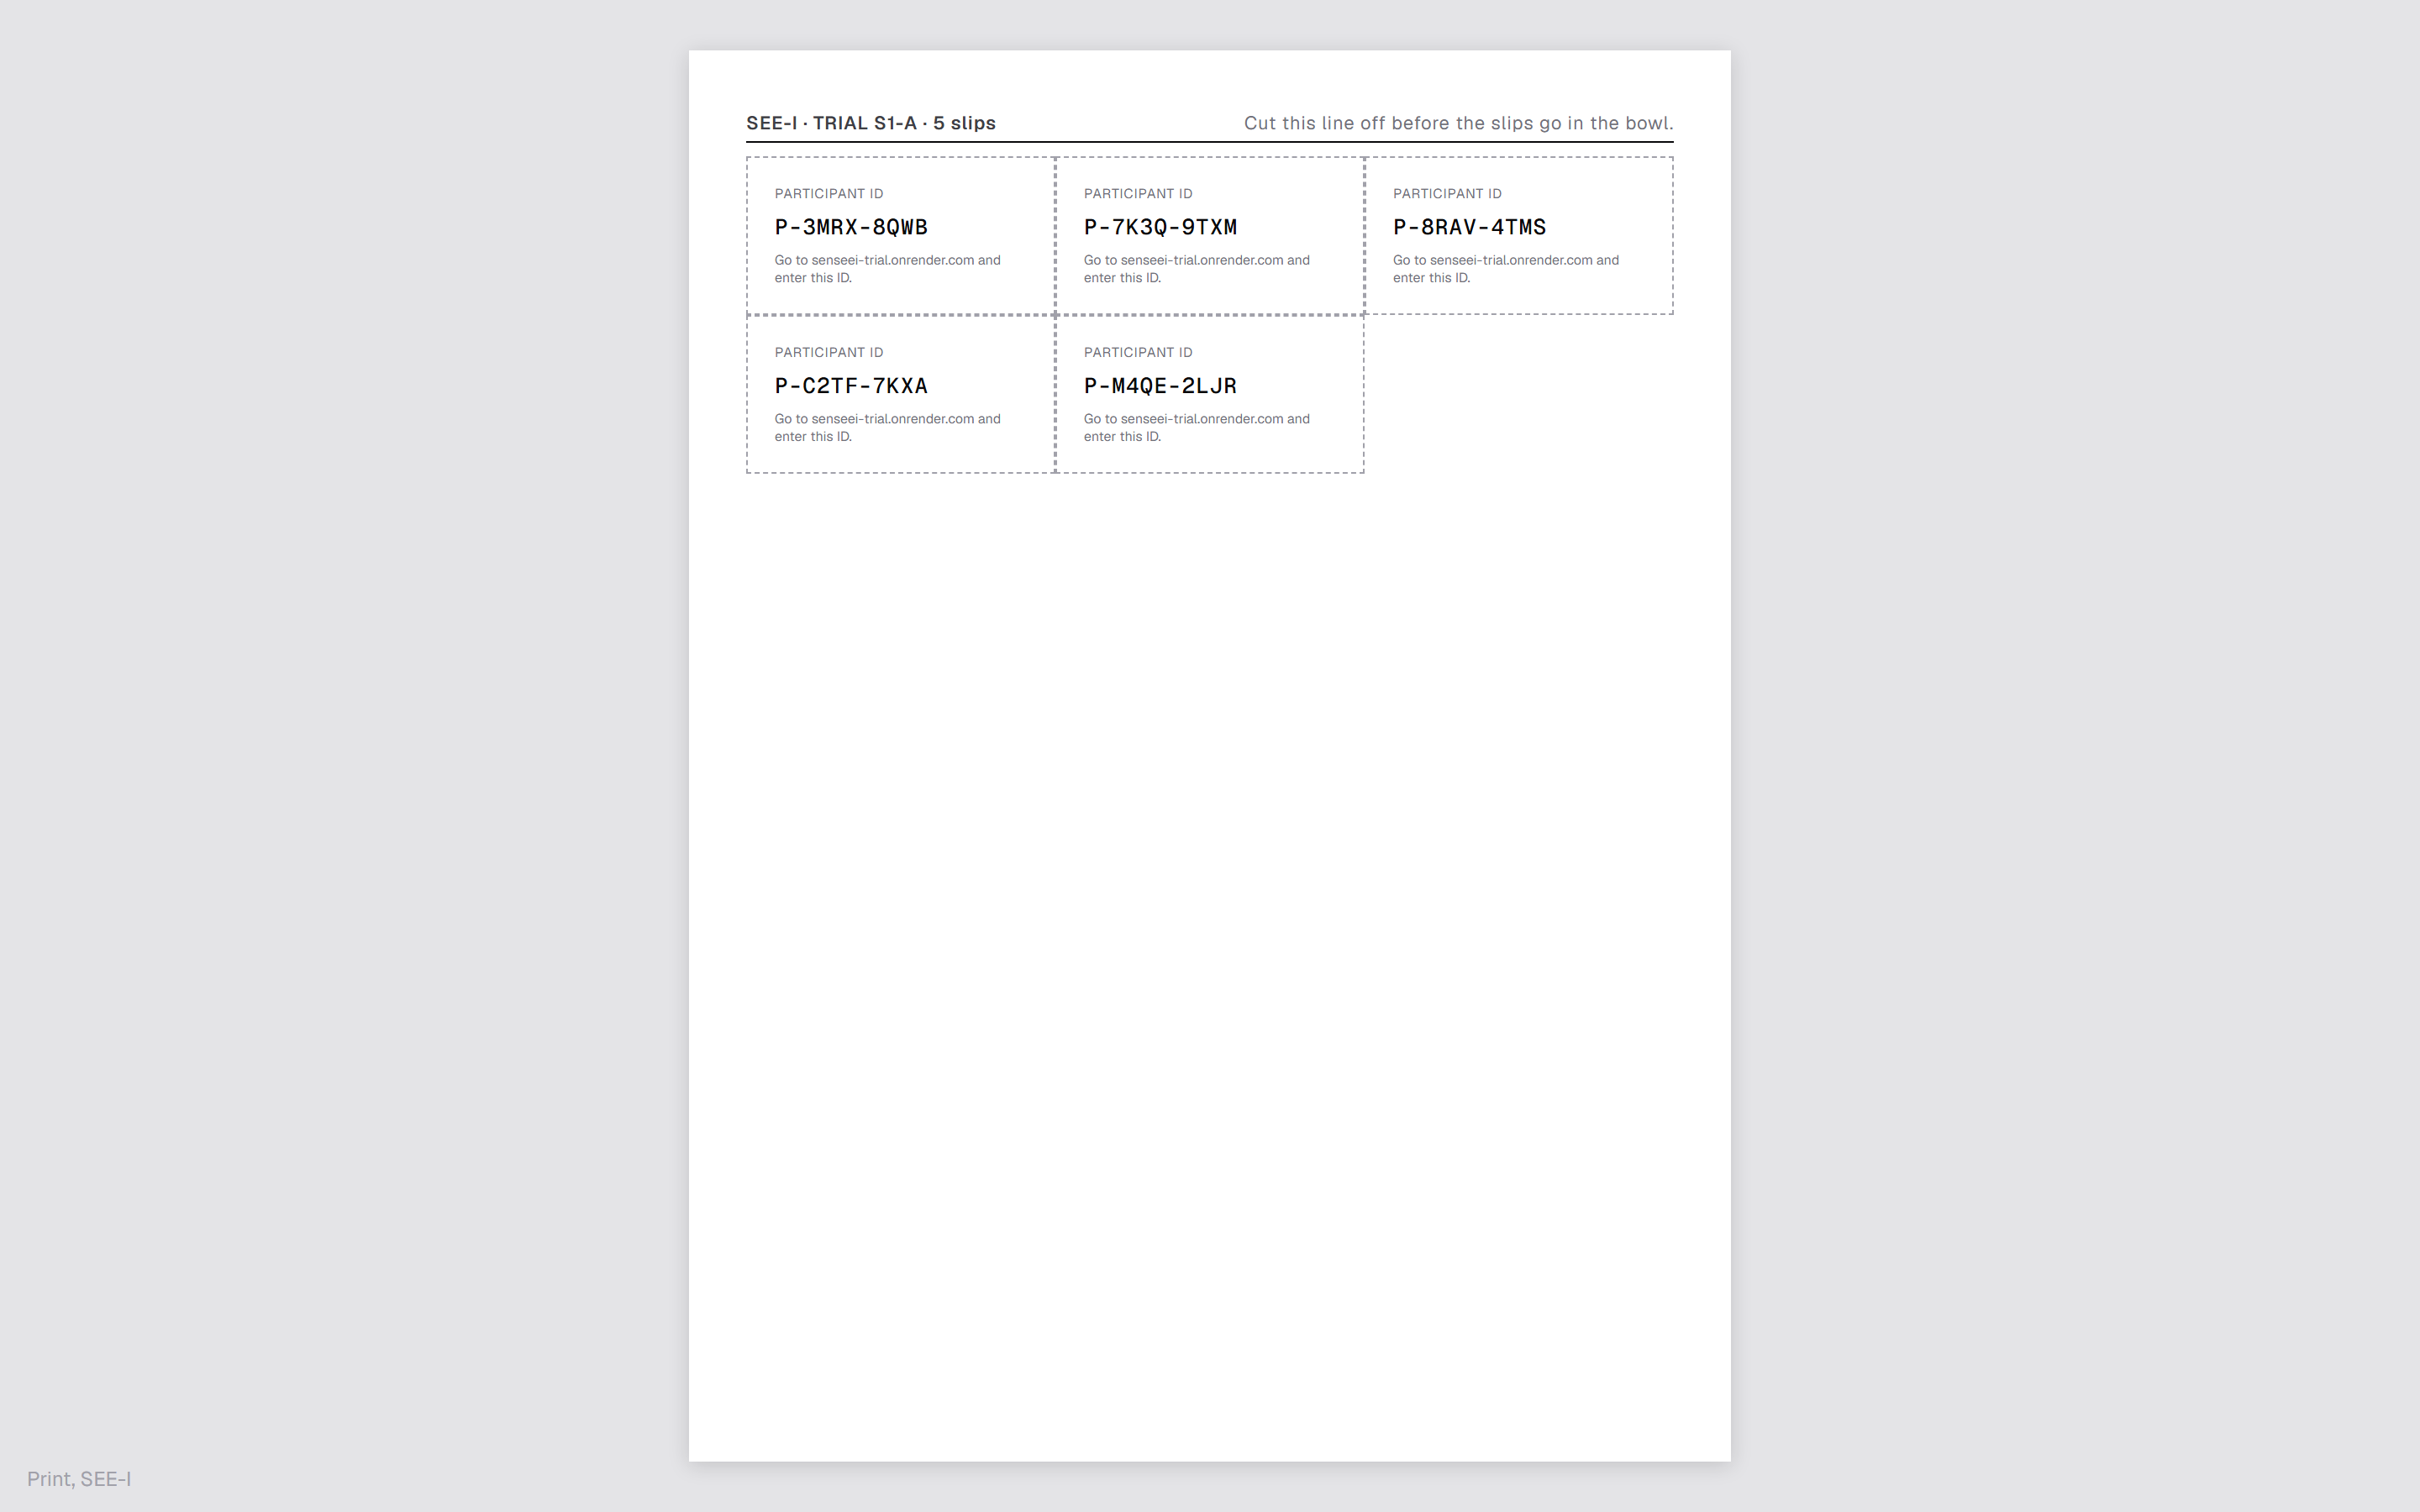 SEE-I · TRIAL S1-A · 5 slips
Cut this line off before the slips go in the bowl.
PARTICIPANT ID
P-3MRX-8QWB
Go to senseei-trial.onrender.com and
enter this ID.
PARTICIPANT ID
P-7K3Q-9TXM
Go to senseei-trial.onrender.com and
enter this ID.
PARTICIPANT ID
P-8RAV-4TMS
Go to senseei-trial.onrender.com and
enter this ID.
PARTICIPANT ID
P-C2TF-7KXA
Go to senseei-trial.onrender.com and
enter this ID.
PARTICIPANT ID
P-M4QE-2LJR
Go to senseei-trial.onrender.com and
enter this ID.
Print, SEE-I